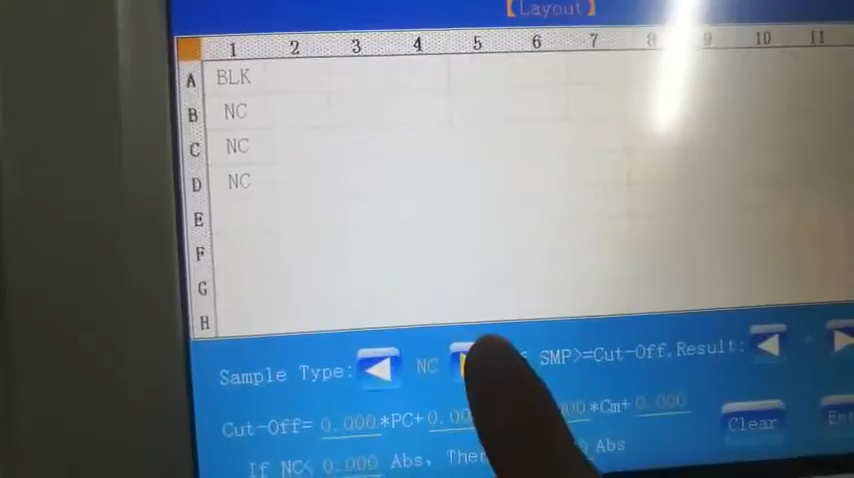 【Layout】
1 2 3 4 5 6 7 8 9 10 11
A BLK
B NC
C NC
D NC
E
F
G
H
Sample Type: NC SMP>=Cut-Off,Result:
Cut-Off= 0.000*PC+0.00 *Cm+0.000 Clear
If NC< 0.000 Abs, Abs